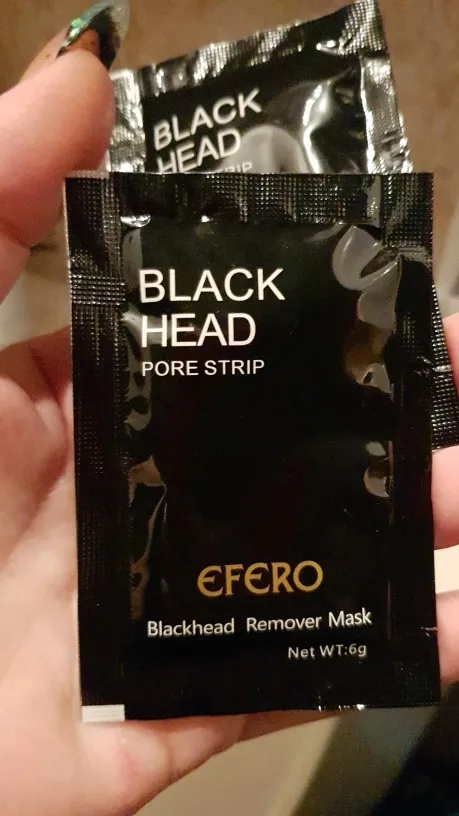 BLACK
HEAD
BLACK
HEAD
PORE STRIP
EFERO
Blackhead Remover Mask
Net WT:6g